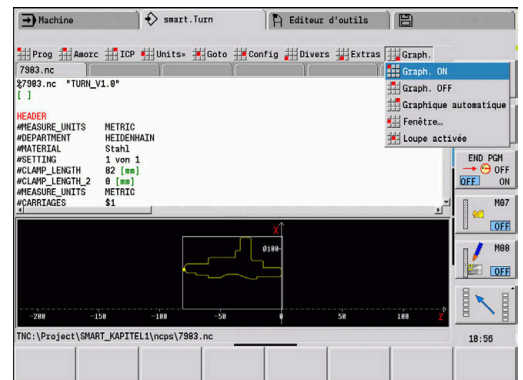 Machine smart.Turn Editeur d'outils
Prog Amorc ICP Units» Goto Config Divers Extras Graph.
7983.nc
Graph. ON
Graph. OFF
Graphique automatique
Fenêtre…
Loupe activée
%7983.nc "TURN_V1.0"
[ ]
HEADER
#MEASURE_UNITS METRIC
#DEPARTMENT HEIDENHAIN
#MATERIAL Stahl
#SETTING 1 von 1
#CLAMP_LENGTH 82 [mm]
#CLAMP_LENGTH_2 0 [mm]
#MEASURE_UNITS METRIC
#CARRIAGES $1
END PGM
OFF
OFF ON
M07
OFF
M08
OFF
X
Ø100
-200 -150 -100 -50 0 50 100 Z
TNC:\Project\SMART_KAPITEL1\ncps\7983.nc
18:56